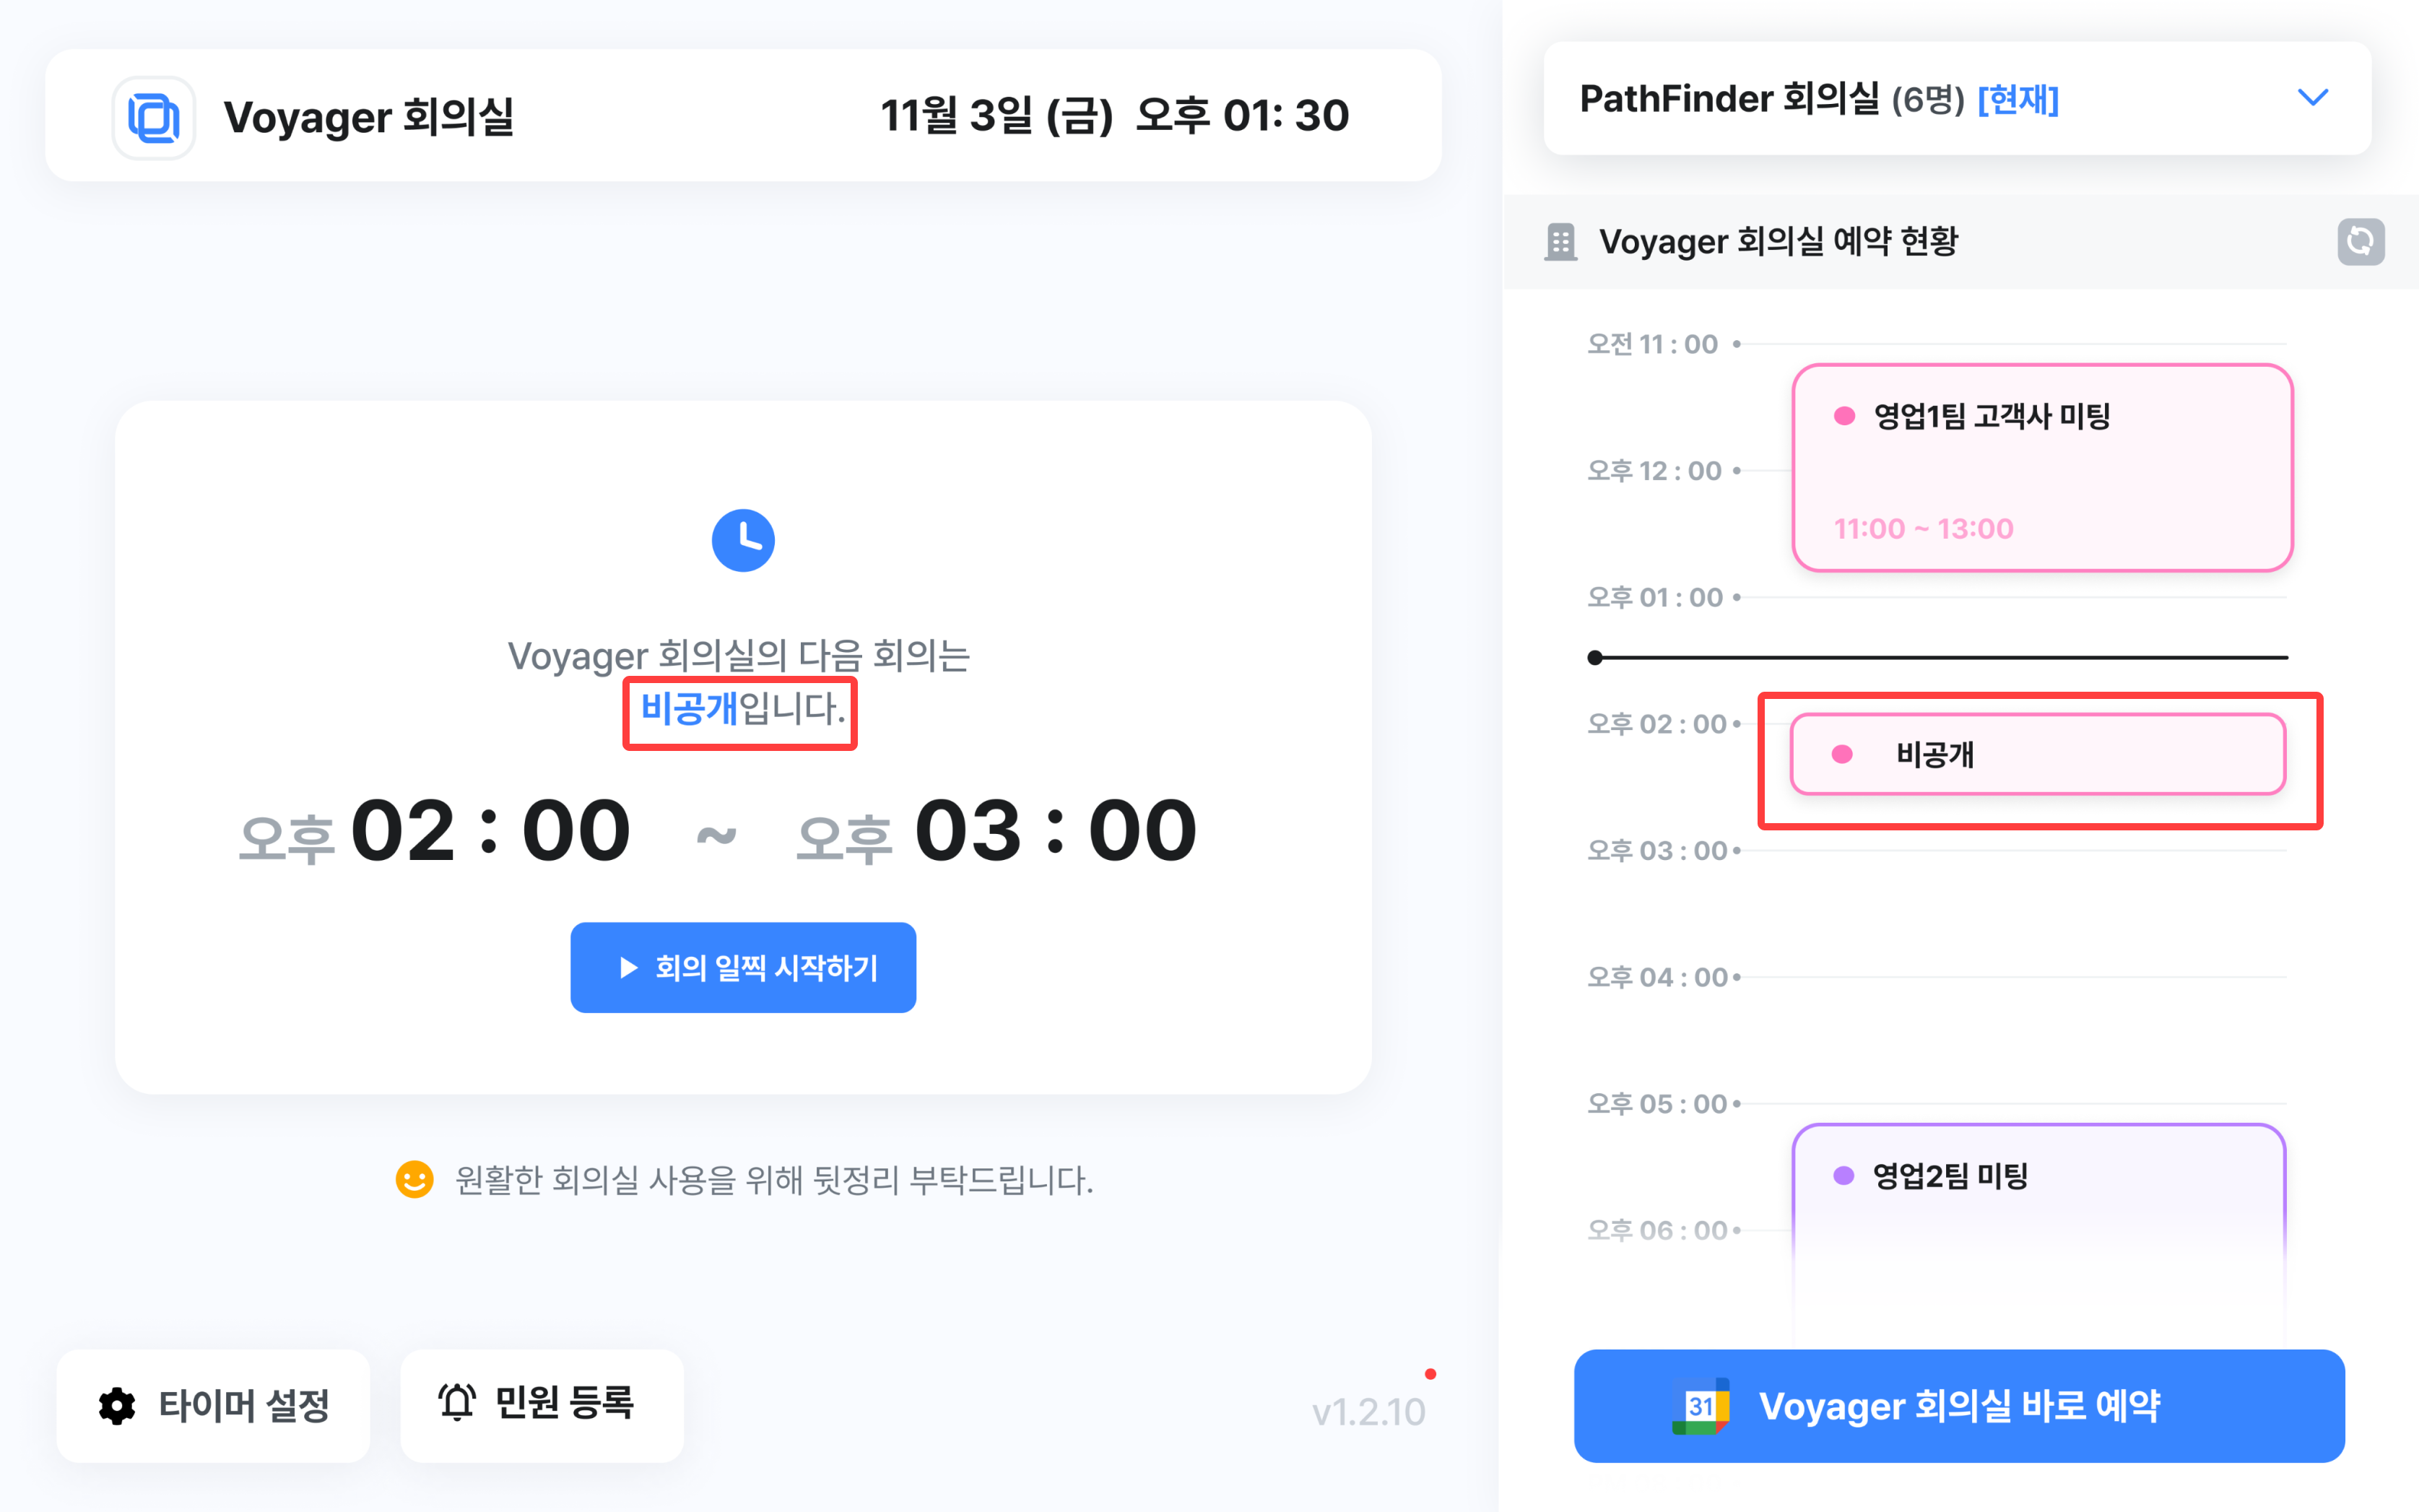 Voyager 회의실
11월 3일 (금) 오후 01: 30
Voyager 회의실의 다음 회의는
비공개입니다.
오후 02 : 00 ~ 오후 03 : 00
회의 일찍 시작하기
원활한 회의실 사용을 위해 뒷정리 부탁드립니다.
타이머 설정
민원 등록
v1.2.10
PathFinder 회의실 (6명) [현재]
Voyager 회의실 예약 현황
오전 11 : 00
영업1팀 고객사 미팅
오후 12 : 00
11:00 ~ 13:00
오후 01 : 00
오후 02 : 00
비공개
오후 03 : 00
오후 04 : 00
오후 05 : 00
영업2팀 미팅
오후 06 : 00
31
Voyager 회의실 바로 예약